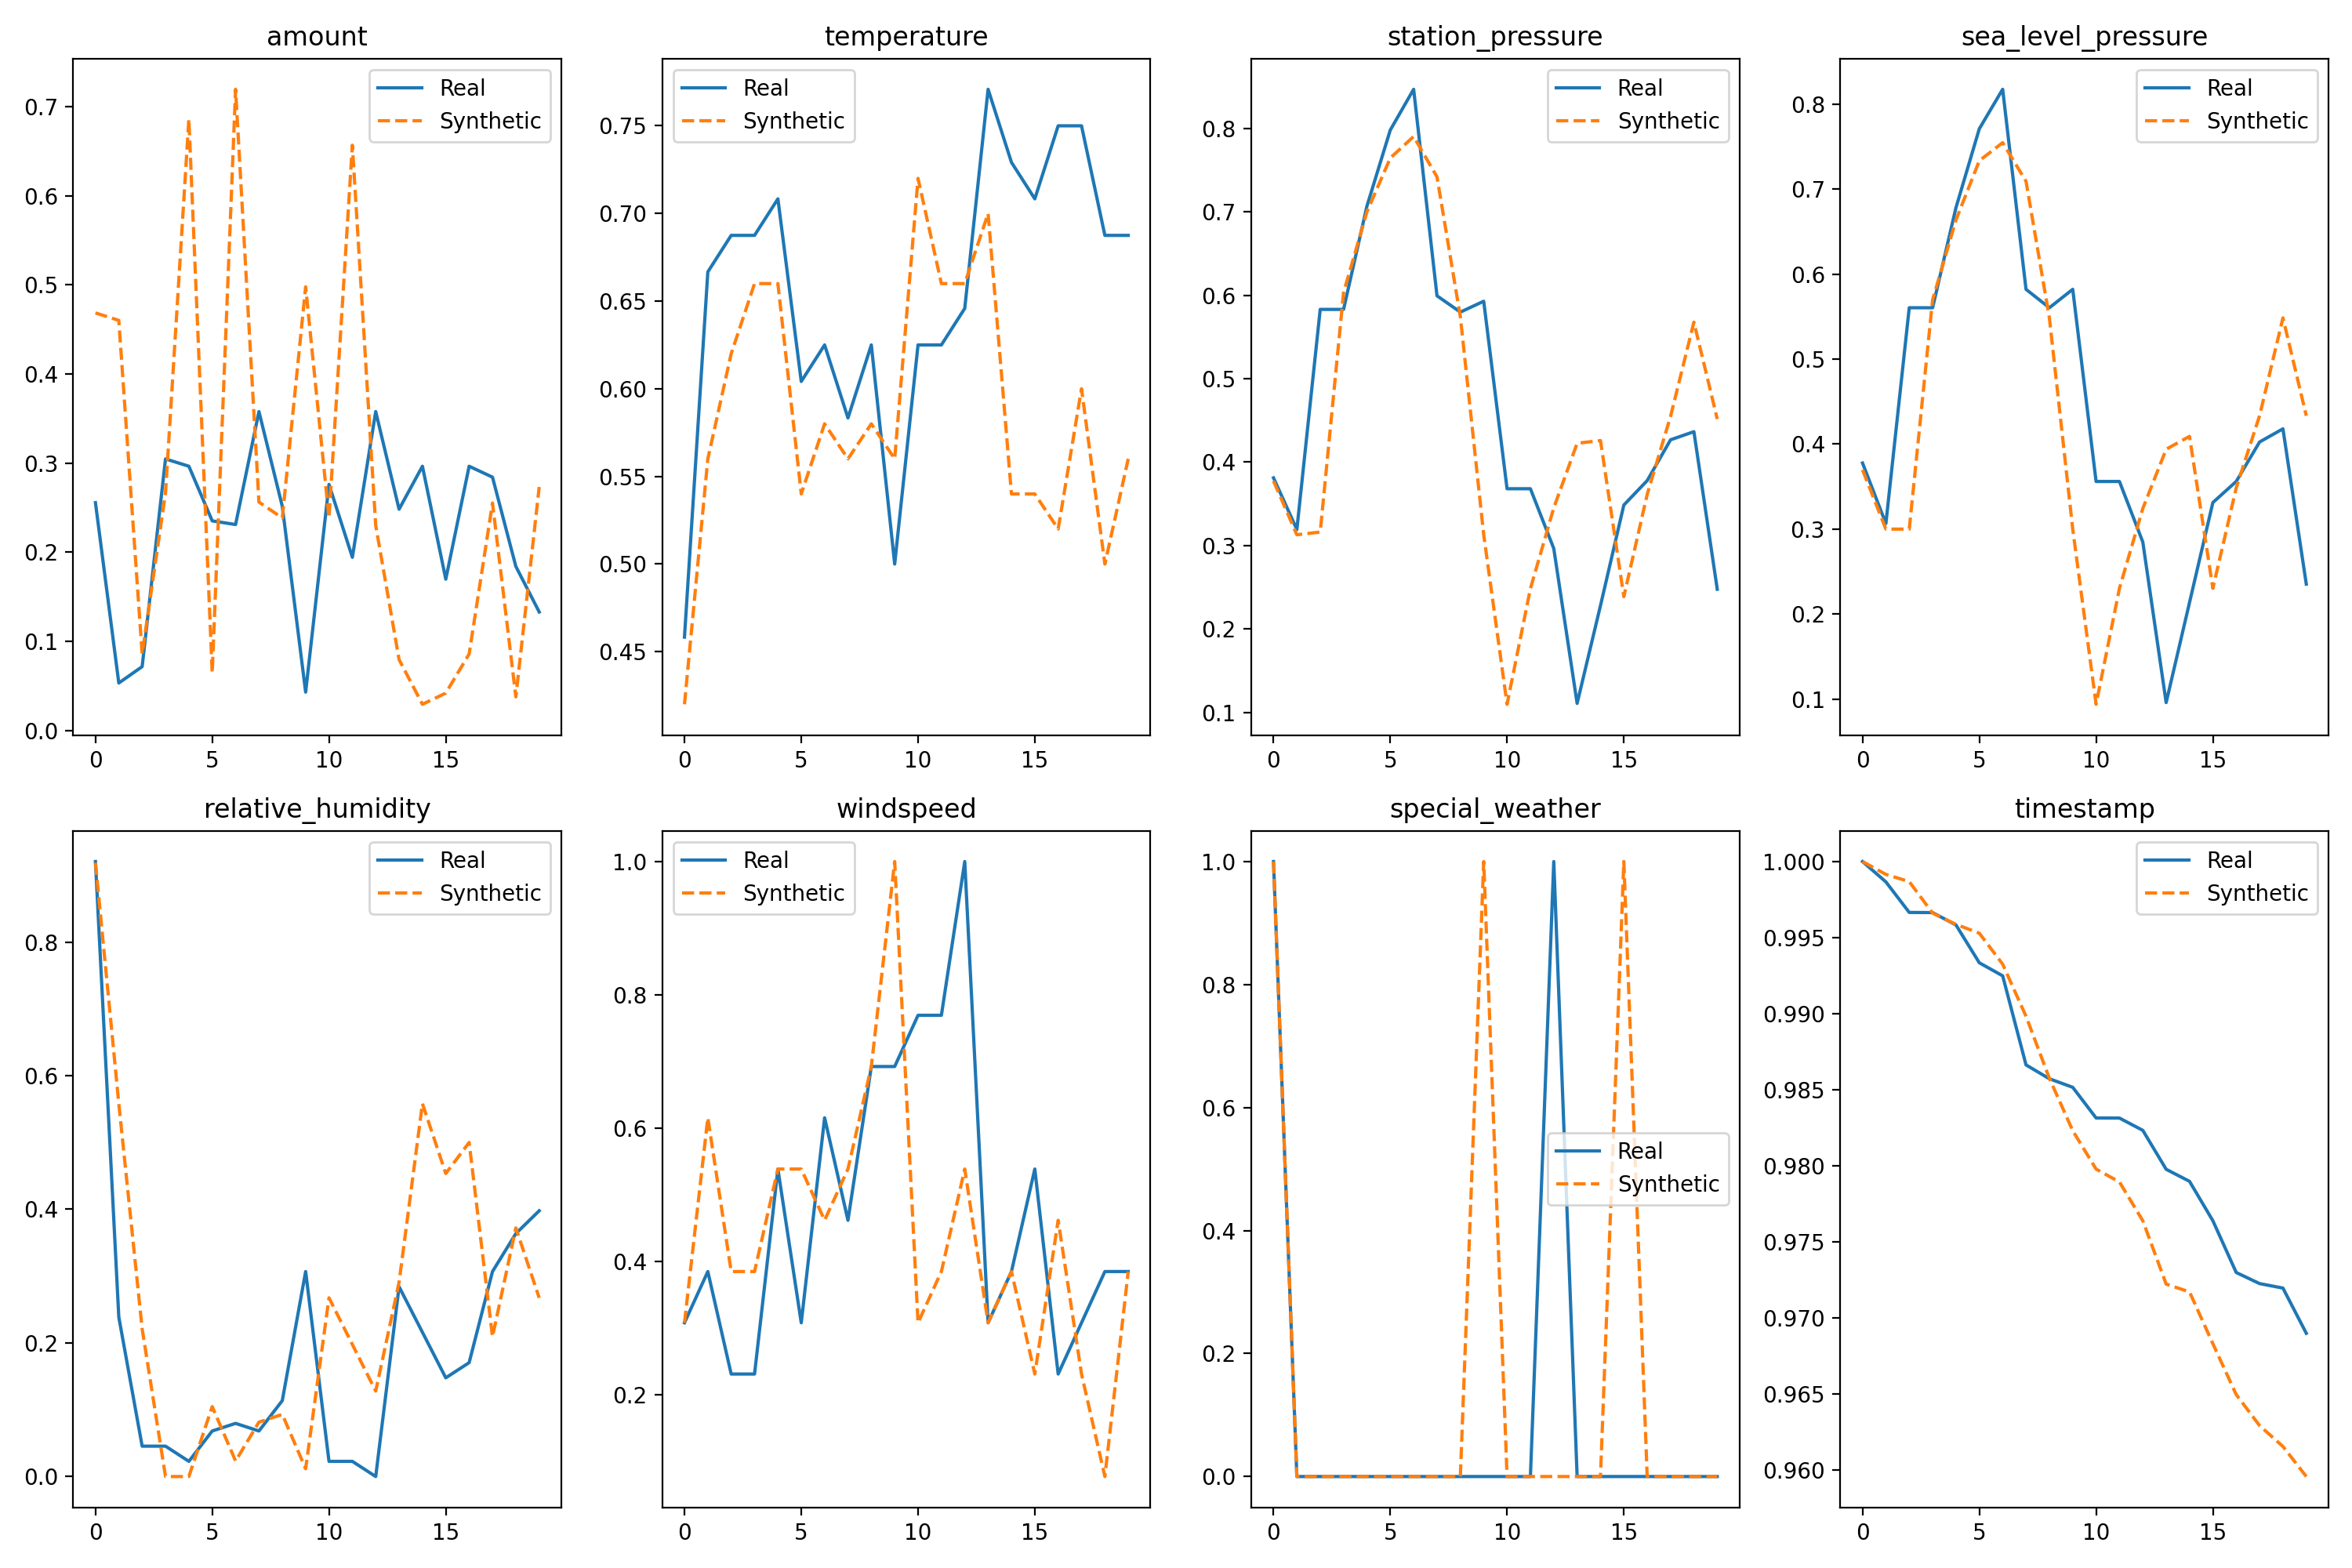 amount
Real
Synthetic
0.7
0.6
0.5
0.4
0.3
0.2
0.1
0.0
0 5 10 15
temperature
Real
Synthetic
0.75
0.70
0.65
0.60
0.55
0.50
0.45
0 5 10 15
station_pressure
Real
Synthetic
0.8
0.7
0.6
0.5
0.4
0.3
0.2
0.1
0 5 10 15
sea_level_pressure
Real
Synthetic
0.8
0.7
0.6
0.5
0.4
0.3
0.2
0.1
0 5 10 15
relative_humidity
Real
Synthetic
0.8
0.6
0.4
0.2
0.0
0 5 10 15
windspeed
Real
Synthetic
1.0
0.8
0.6
0.4
0.2
0 5 10 15
special_weather
1.0
0.8
0.6
Real
Synthetic
0.4
0.2
0.0
0 5 10 15
timestamp
Real
Synthetic
1.000
0.995
0.990
0.985
0.980
0.975
0.970
0.965
0.960
0 5 10 15